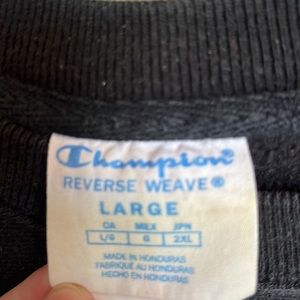 Champion
REVERSE WEAVE®
LARGE
CA MEX JPN
L/G G 2XL
MADE IN HONDURAS
FABRIQUÉ AU HONDURAS
HECHO EN HONDURAS